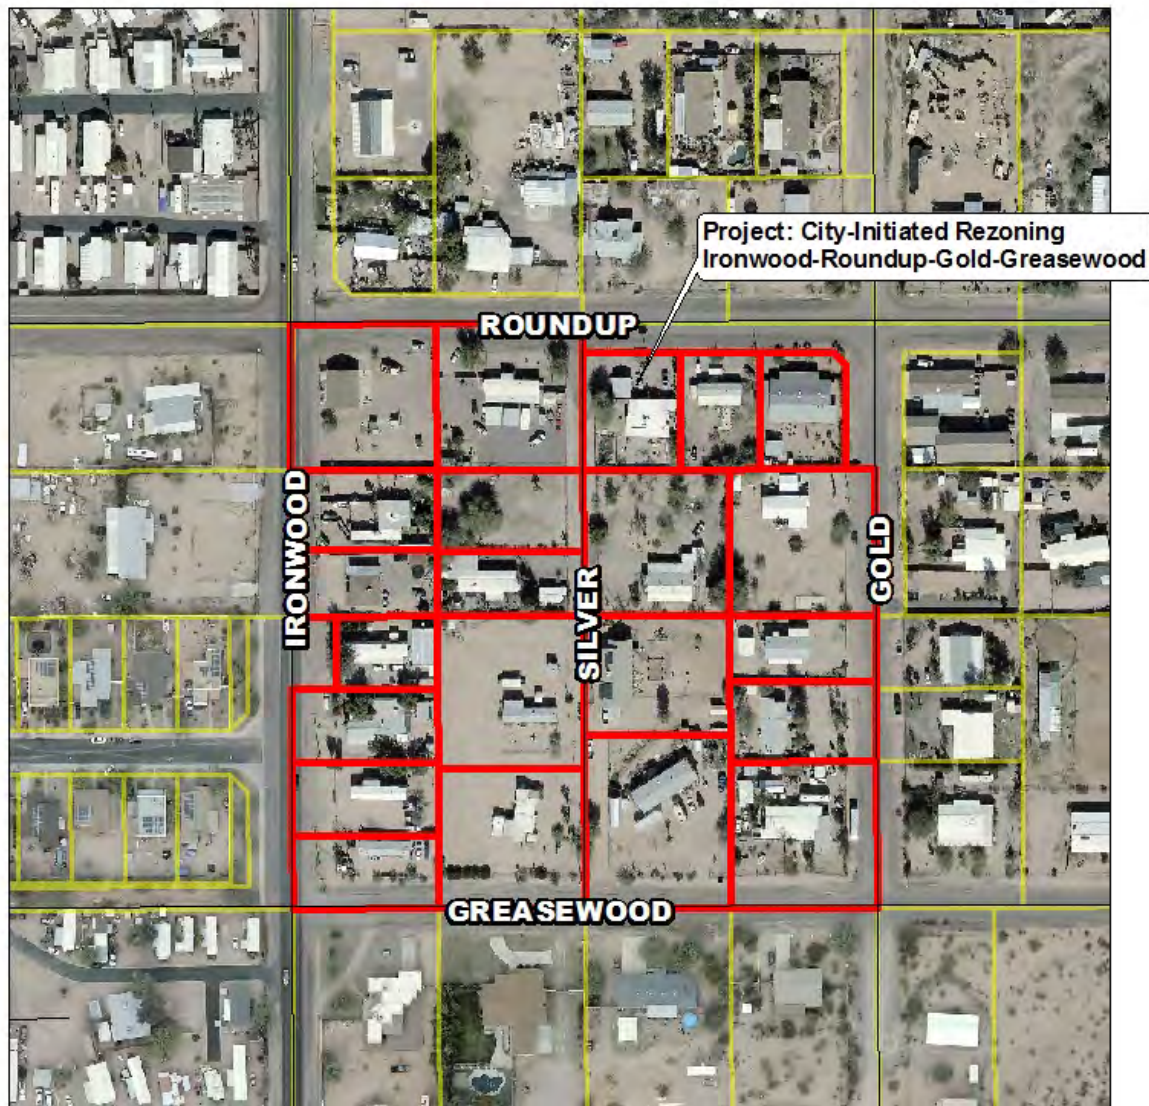 Project: City-Initiated Rezoning
Ironwood-Roundup-Gold-Greasewood
ROUNDUP
IRONWOOD
SILVER
GOLD
GREASEWOOD